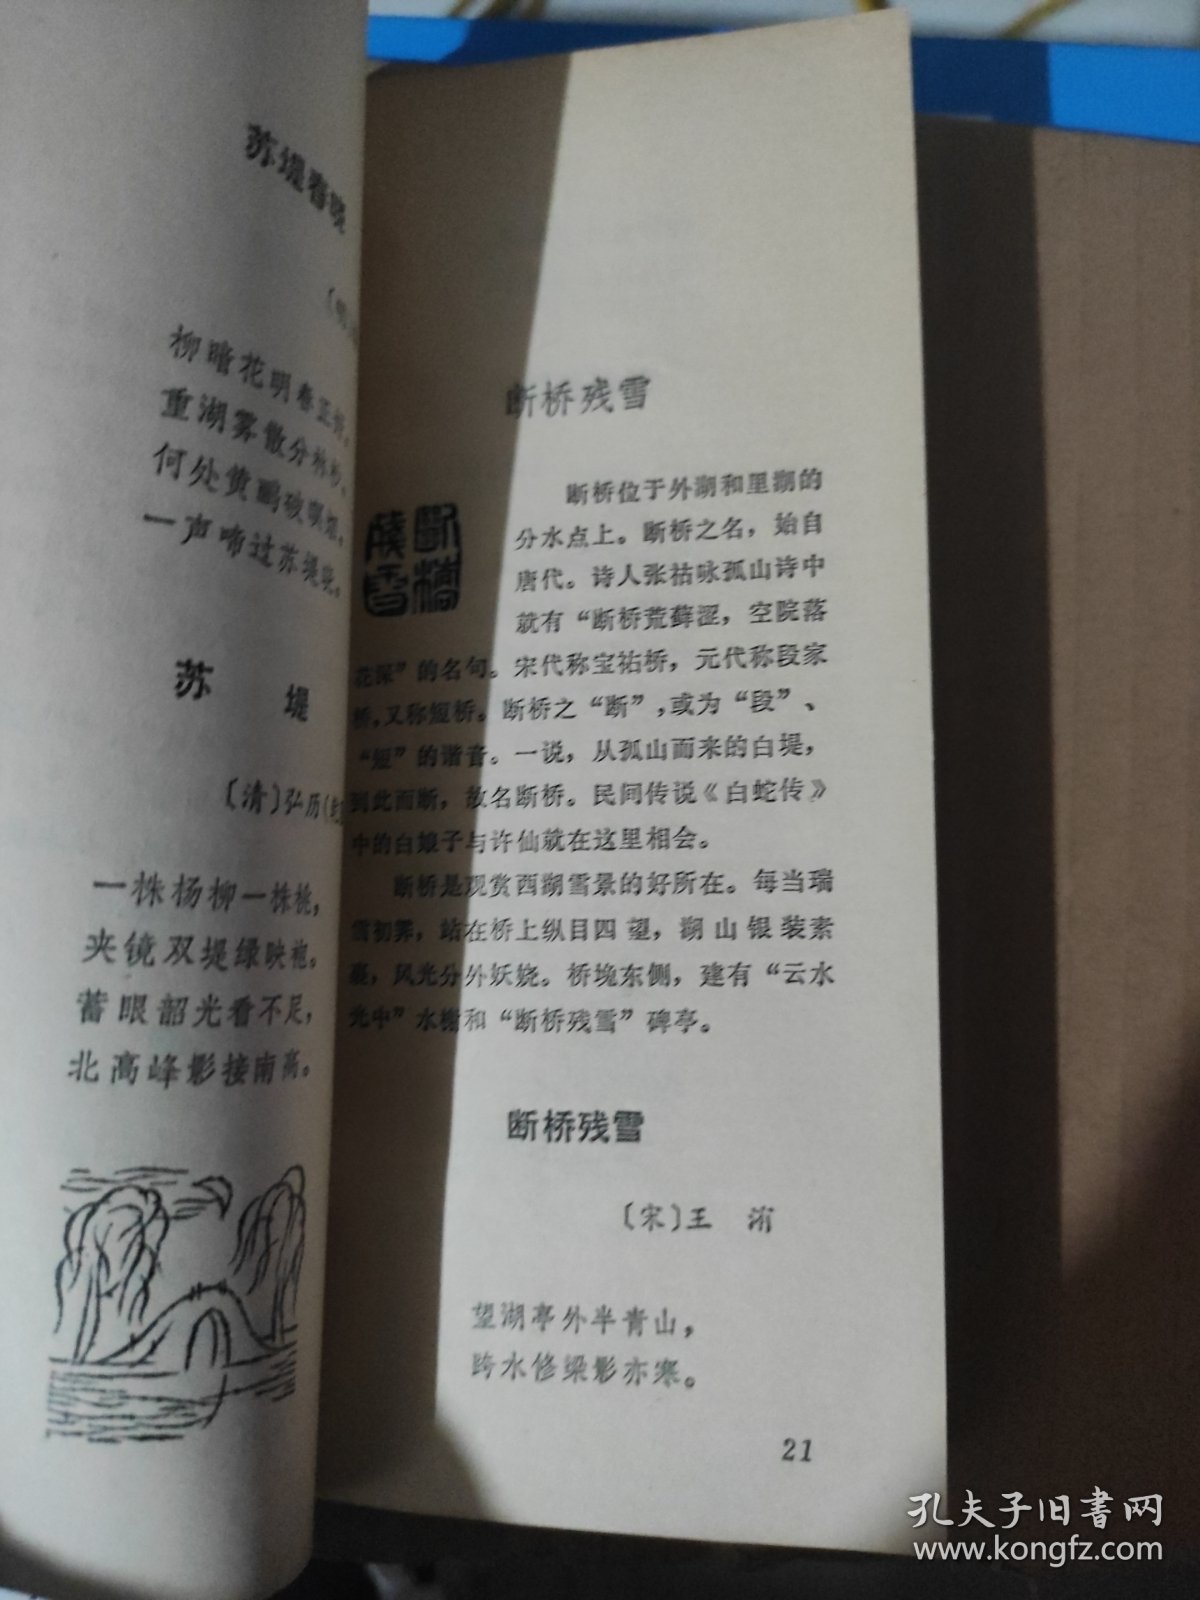 苏堤春晓
柳暗花明春正
重湖雾散分林
何处黄鹂破暝烟，
一声啼过苏堤晓。
苏 堤
〔清〕弘历
一株杨柳一株桃，
夹镜双堤绿映袍。
蓄眼韶光看不足，
北高峰影接南高。
断桥残雪
断桥残雪
断桥位于外湖和里湖的
分水点上。断桥之名，始自
唐代。诗人张祜咏孤山诗中
就有“断桥荒藓涩，空院落
花深”的名句。宋代称宝祐桥，元代称段家
桥，又称短桥。断桥之“断”，或为“段”、
“短”的谐音。一说，从孤山而来的白堤，
到此而断，故名断桥。民间传说《白蛇传》
中的白娘子与许仙就在这里相会。
断桥是观赏西湖雪景的好所在。每当瑞
雪初霁，站在桥上纵目四望，湖山银装素
裹，风光分外妖娆。桥堍东侧，建有“云水
光中”水榭和“断桥残雪”碑亭。
断桥残雪
〔宋〕王 洧
望湖亭外半青山，
跨水修梁影亦寒。
21
孔夫子旧书网
www.kongfz.com